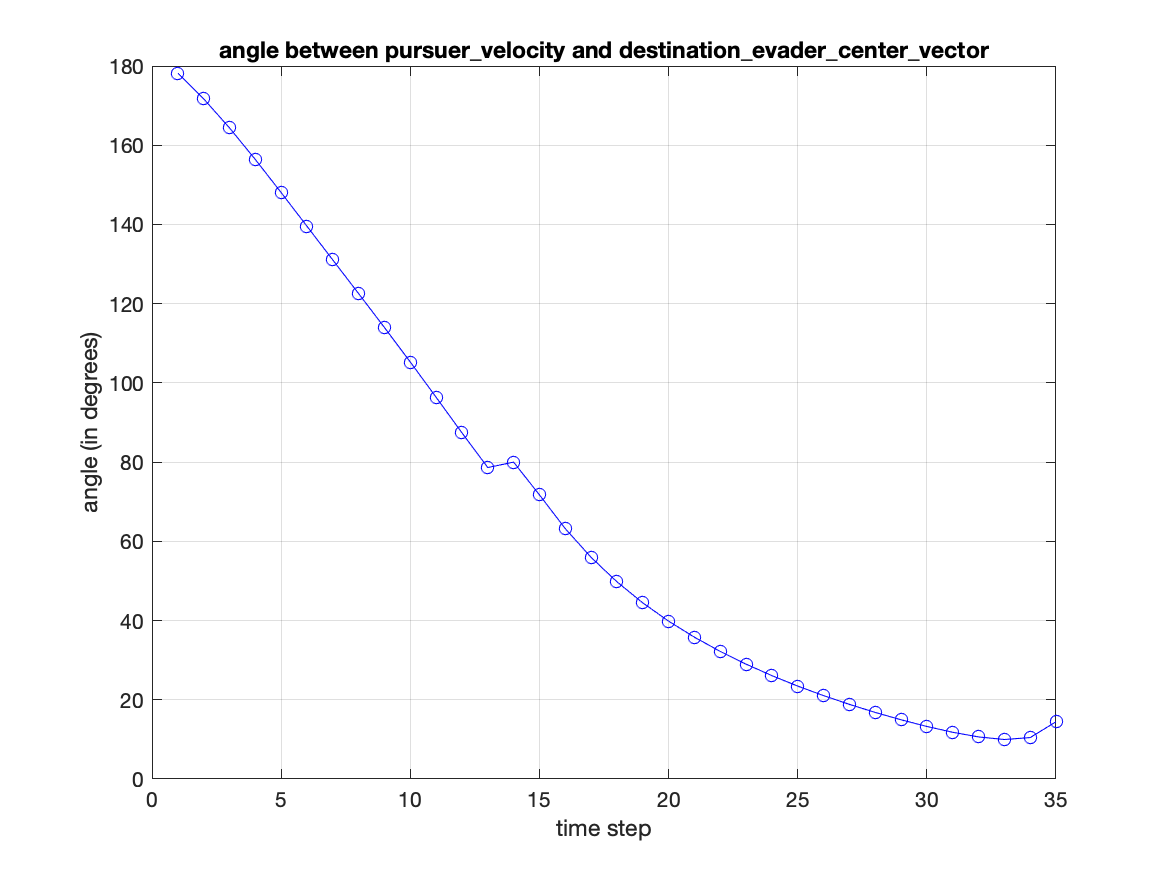 angle between pursuer_velocity and destination_evader_center_vector
180
160
140
120
100
80
60
40
20
0
angle (in degrees)
0 5 10 15 20 25 30 35
time step